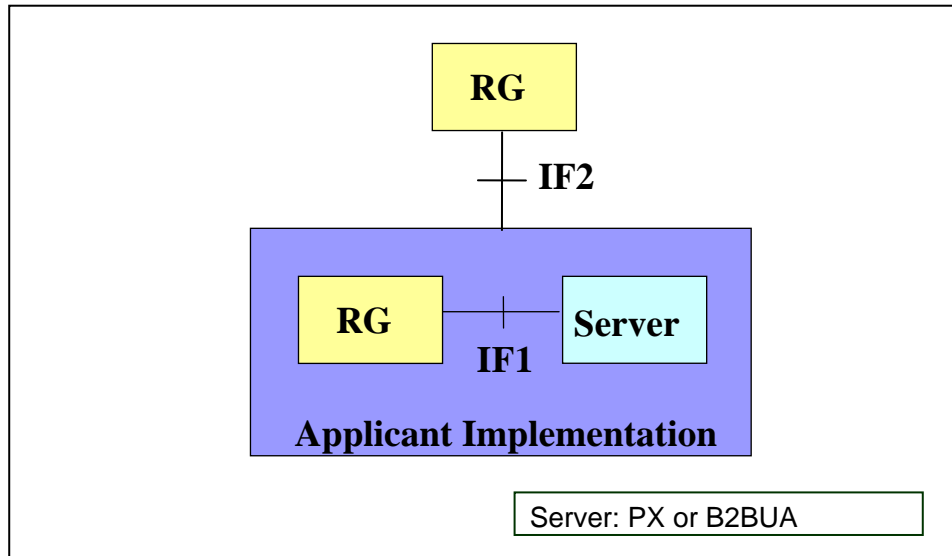 RG
IF2
RG
Server
IF1
Applicant Implementation
Server: PX or B2BUA